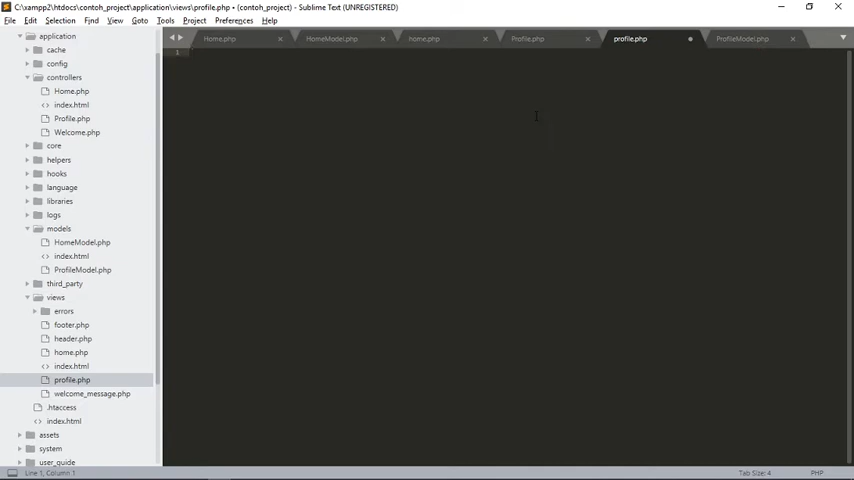 C:\xampp2\htdocs\contoh_project\application\views\profile.php • (contoh_project) - Sublime Text (UNREGISTERED)
File Edit Selection Find View Goto Tools Project Preferences Help
application
cache
config
controllers
Home.php
index.html
Profile.php
Welcome.php
core
helpers
hooks
language
libraries
logs
models
HomeModel.php
index.html
ProfileModel.php
third_party
views
errors
footer.php
header.php
home.php
index.html
profile.php
welcome_message.php
.htaccess
index.html
assets
system
user_guide
Home.php HomeModel.php home.php Profile.php profile.php ProfileModel.php
1
Line 1, Column 1 Tab Size: 4 PHP